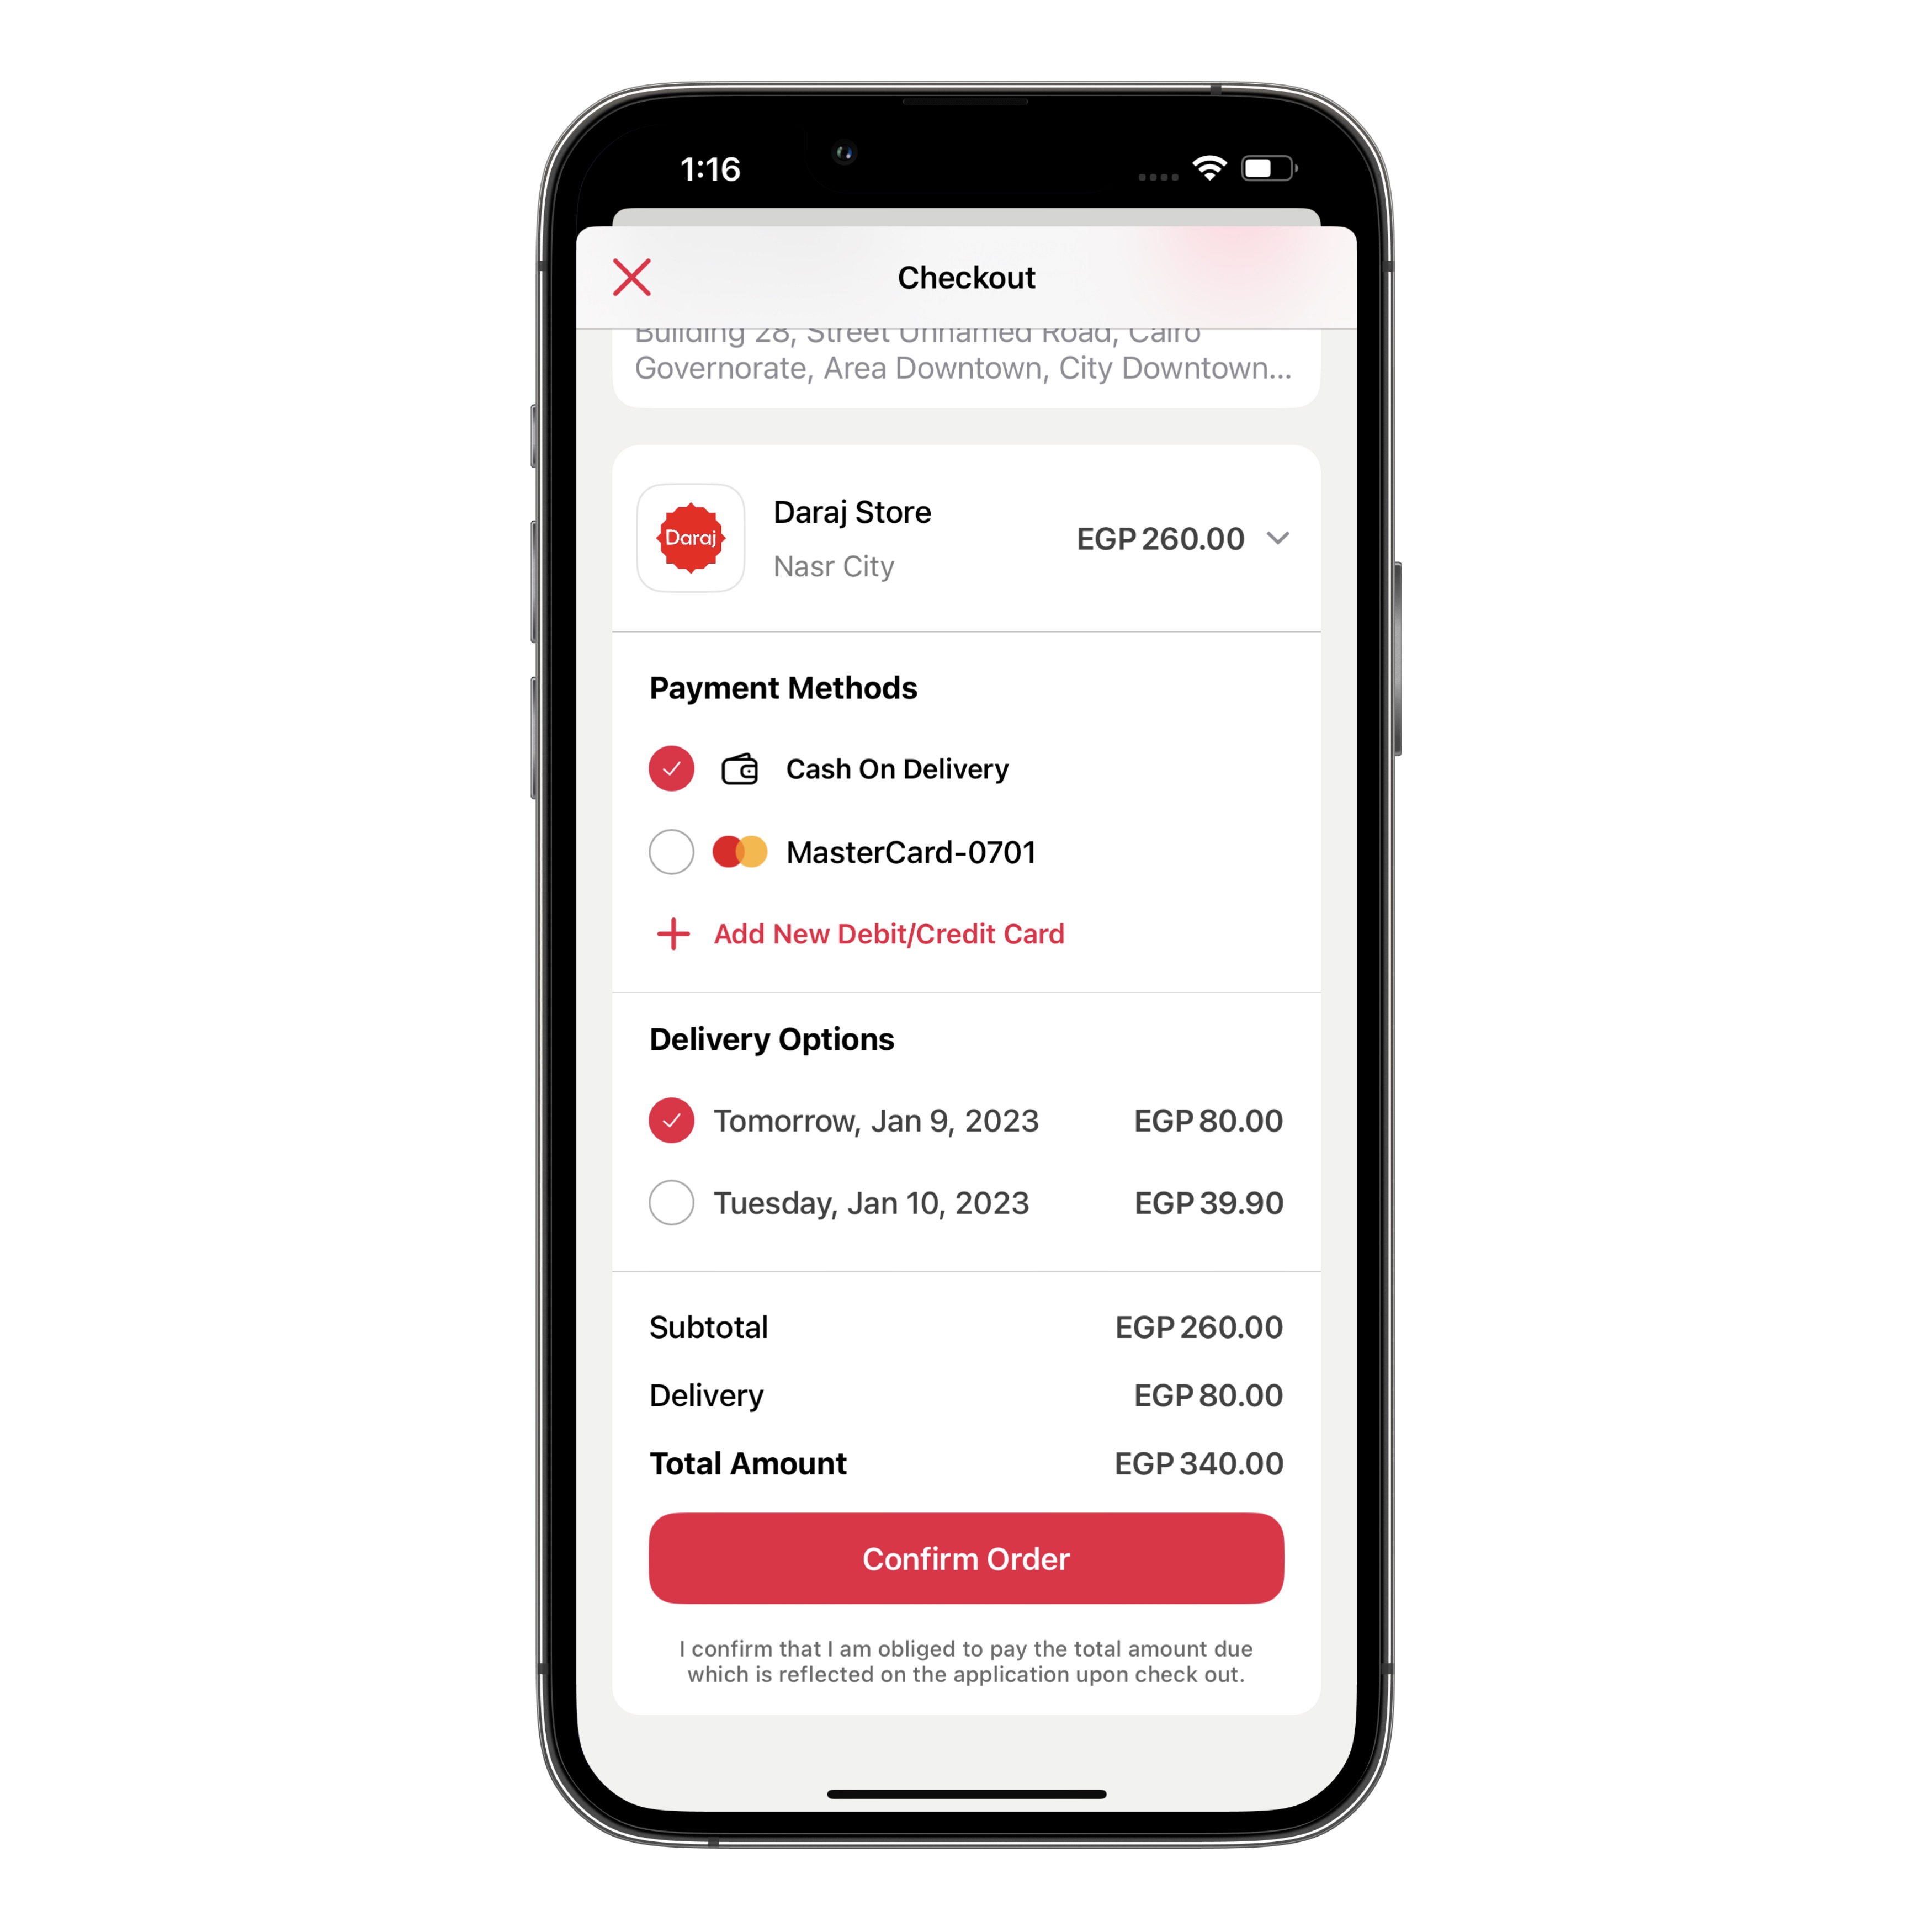 1:16
Checkout
Building 28, Street Unnamed Road, Cairo
Governorate, Area Downtown, City Downtown...
Daraj
Daraj Store
Nasr City
EGP 260.00
Payment Methods
Cash On Delivery
MasterCard-0701
Add New Debit/Credit Card
Delivery Options
Tomorrow, Jan 9, 2023 EGP 80.00
Tuesday, Jan 10, 2023 EGP 39.90
Subtotal EGP 260.00
Delivery EGP 80.00
Total Amount EGP 340.00
Confirm Order
I confirm that I am obliged to pay the total amount due
which is reflected on the application upon check out.